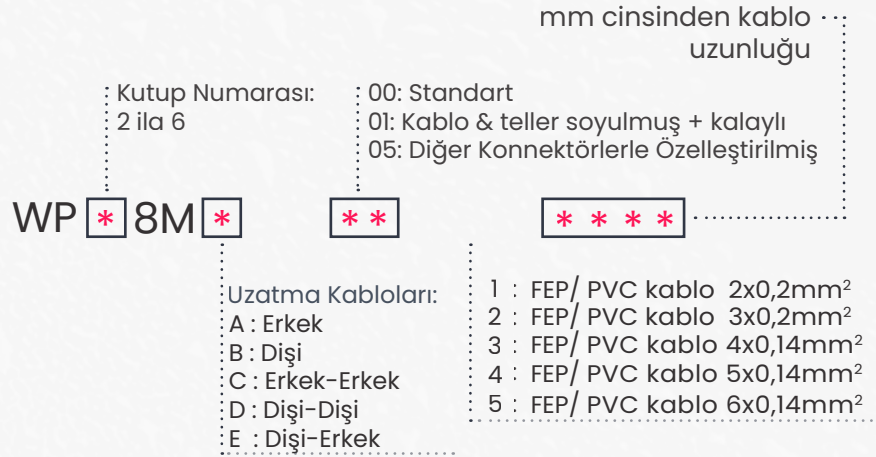 mm cinsinden kablo
uzunluğu
Kutup Numarası:
2 ila 6
00: Standart
01: Kablo & teller soyulmuş + kalaylı
05: Diğer Konnektörlerle Özelleştirilmiş
WP * 8M * ** * * * *
Uzatma Kabloları:
A : Erkek
B : Dişi
C : Erkek-Erkek
D : Dişi-Dişi
E : Dişi-Erkek
1 : FEP/ PVC kablo 2x0,2mm²
2 : FEP/ PVC kablo 3x0,2mm²
3 : FEP/ PVC kablo 4x0,14mm²
4 : FEP/ PVC kablo 5x0,14mm²
5 : FEP/ PVC kablo 6x0,14mm²